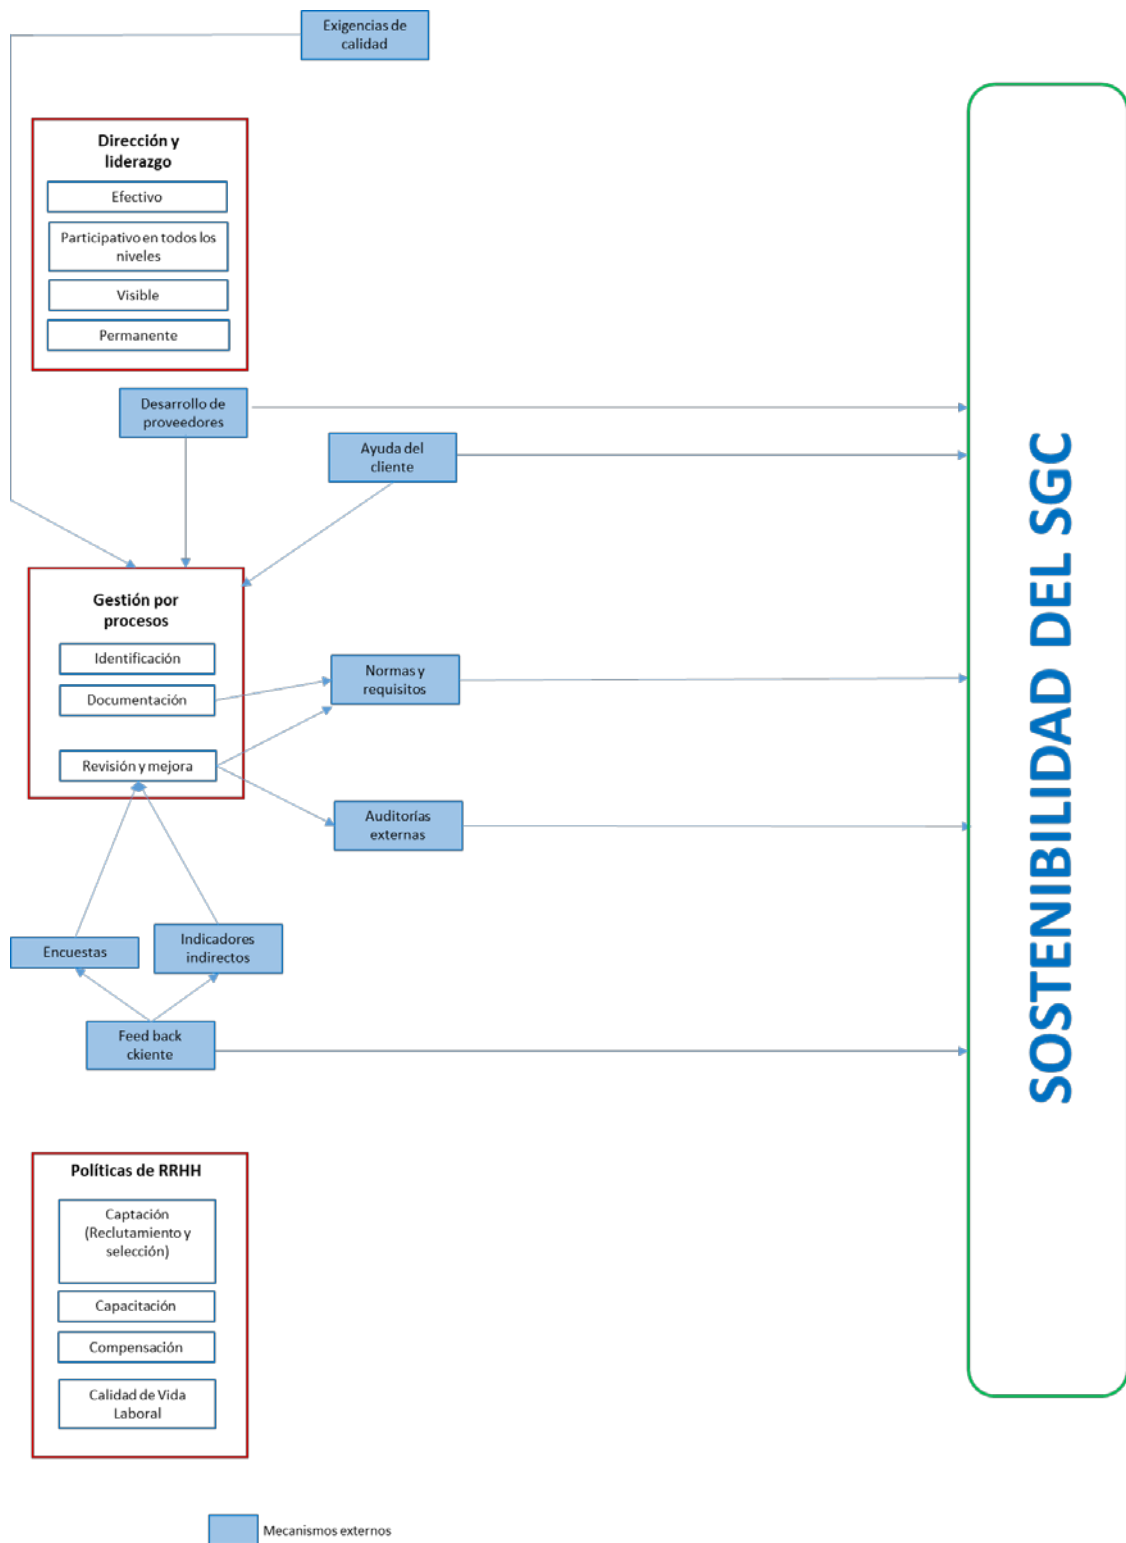 Exigencias de
calidad
Dirección y
liderazgo
Efectivo
Participativo en todos los
niveles
Visible
Permanente
Desarrollo de
proveedores
Ayuda del
cliente
Gestión por
procesos
Identificación
Documentación
Revisión y mejora
Normas y
requisitos
Auditorías
externas
Encuestas
Indicadores
indirectos
Feed back
ckiente
Políticas de RRHH
Captación
(Reclutamiento y
selección)
Capacitación
Compensación
Calidad de Vida
Laboral
Mecanismos externos
SOSTENIBILIDAD DEL SGC